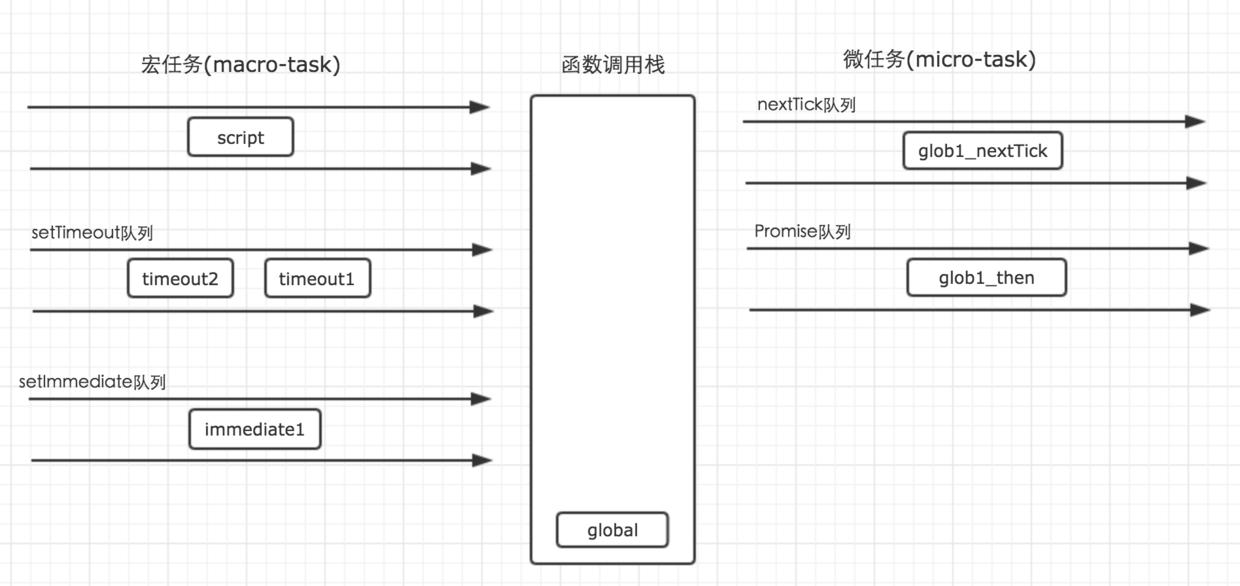 宏任务(macro-task)
函数调用栈
微任务(micro-task)
nextTick队列
script
glob1_nextTick
setTimeout队列
Promise队列
timeout2
timeout1
glob1_then
setImmediate队列
immediate1
global